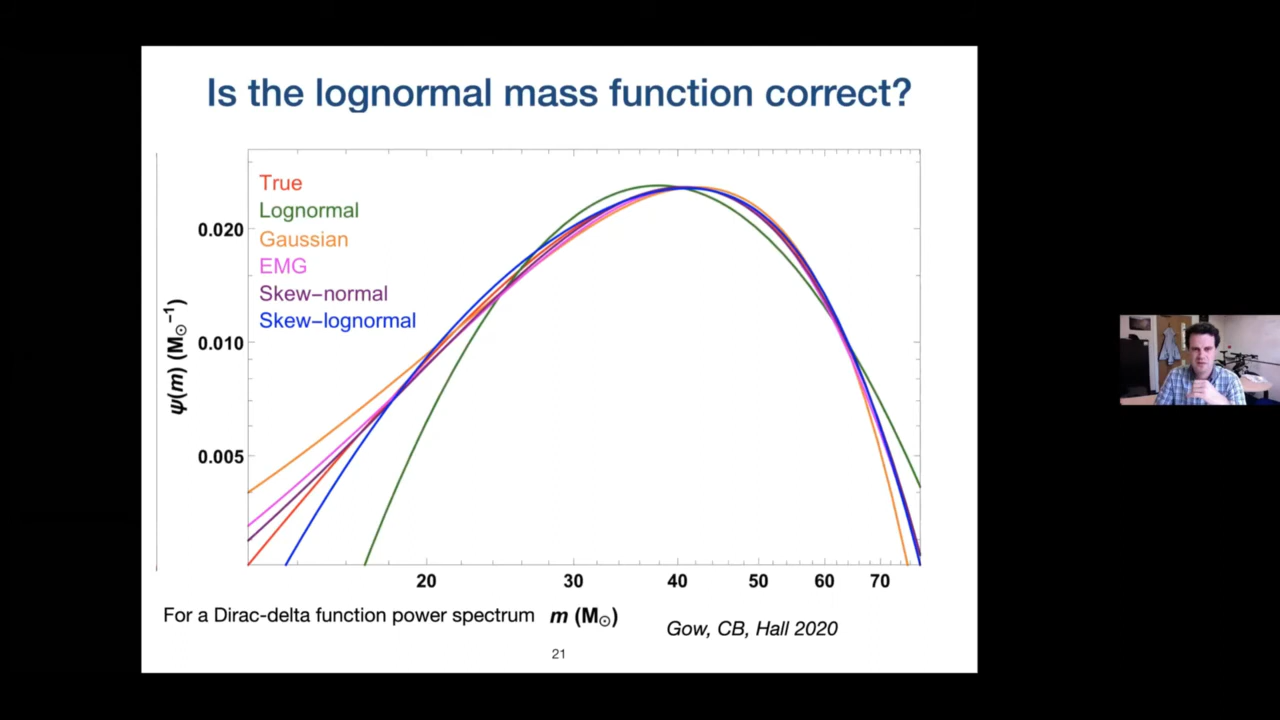 Is the lognormal mass function correct?
True
Lognormal
Gaussian
EMG
Skew−normal
Skew−lognormal
0.020
0.010
0.005
ψ(m) (M⊙⁻¹)
20 30 40 50 60 70
For a Dirac-delta function power spectrum m (M⊙)
Gow, CB, Hall 2020
21